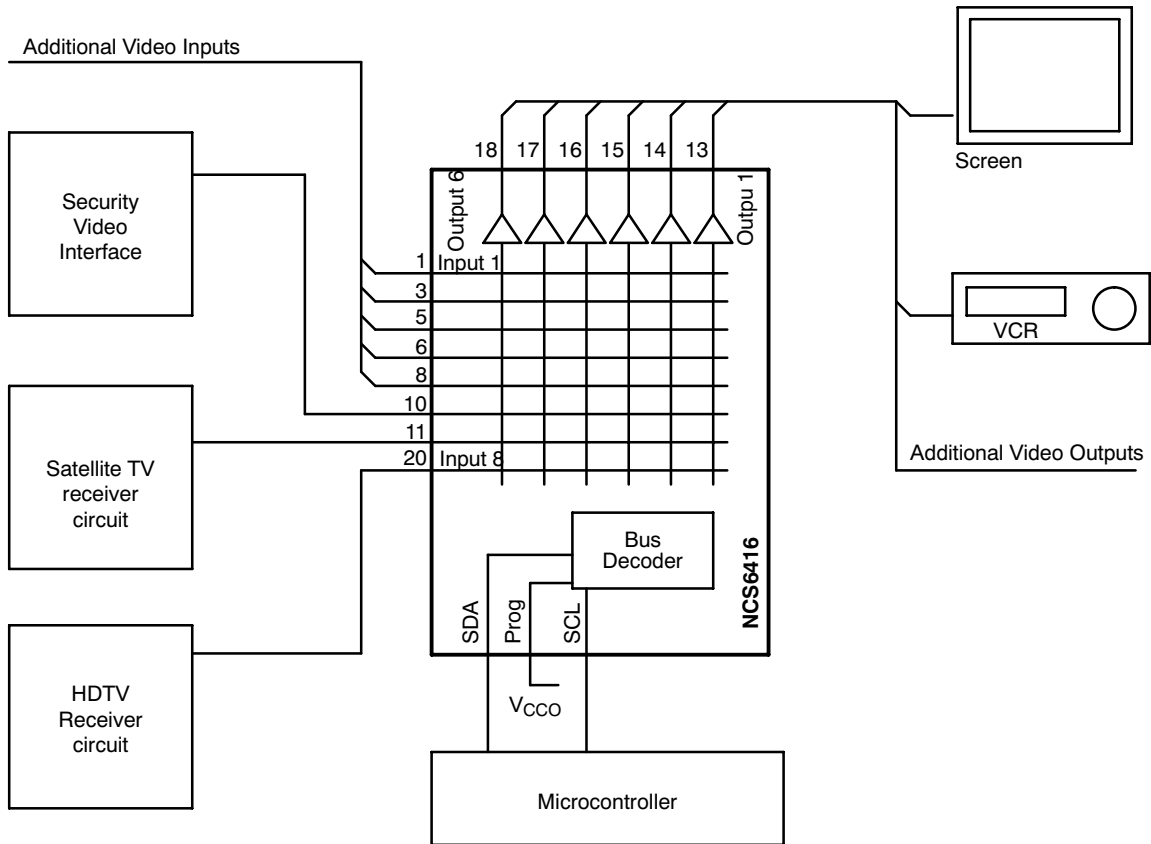 Additional Video Inputs
Security
Video
Interface
Satellite TV
receiver
circuit
HDTV
Receiver
circuit
18 17 16 15 14 13
Output 6
Outpu 1
1 Input 1
3
5
6
8
10
11
20 Input 8
Bus
Decoder
SDA
Prog
SCL
NCS6416
VCCO
Microcontroller
Screen
VCR
Additional Video Outputs